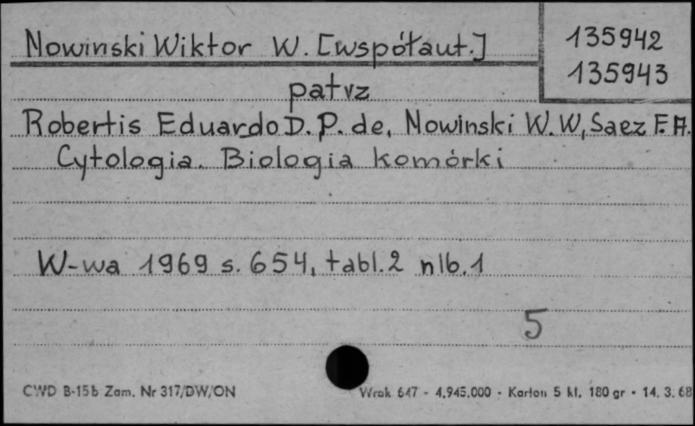 Nowinski Wiktor W. [współaut.]
135942
135943
patrz
Robertis Eduardo D. P. de, Nowinski W. W, Saez F. A.
Cytologia. Biologia komórki
W-wa 1969 s. 654, tabl. 2 nlb. 1
5
CWD B-15b Zam. Nr 317/DW/ON
Wrok 647 - 4.945.000 - Karton 5 kl. 180 gr - 14. 3. 68